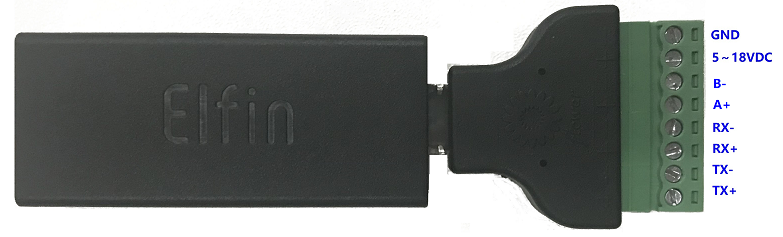 Elfin
GND
5~18VDC
B-
A+
RX-
RX+
TX-
TX+